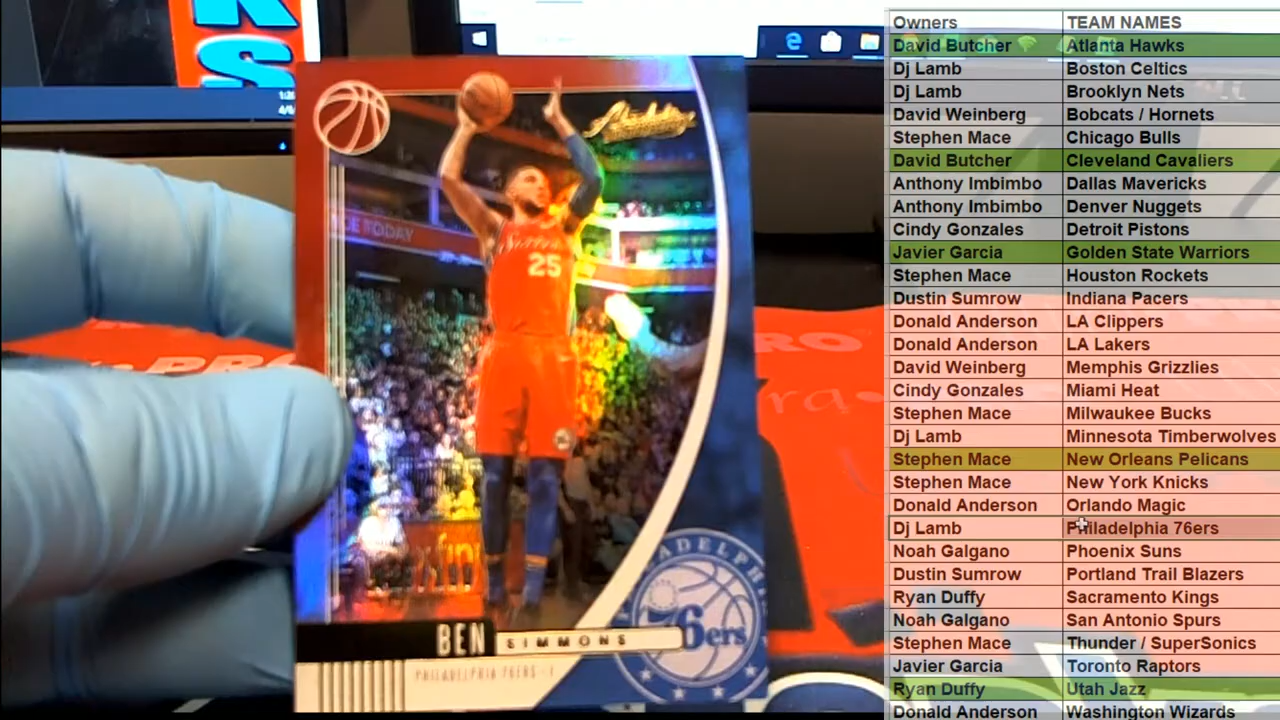 KS
Absolute
25
CE TODAY
PRO
RO
BEN SIMMONS
PHILADELPHIA 76ERS - F
PHILADELPHIA
76ers
Owners TEAM NAMES
David Butcher Atlanta Hawks
Dj Lamb Boston Celtics
Dj Lamb Brooklyn Nets
David Weinberg Bobcats / Hornets
Stephen Mace Chicago Bulls
David Butcher Cleveland Cavaliers
Anthony Imbimbo Dallas Mavericks
Anthony Imbimbo Denver Nuggets
Cindy Gonzales Detroit Pistons
Javier Garcia Golden State Warriors
Stephen Mace Houston Rockets
Dustin Sumrow Indiana Pacers
Donald Anderson LA Clippers
Donald Anderson LA Lakers
David Weinberg Memphis Grizzlies
Cindy Gonzales Miami Heat
Stephen Mace Milwaukee Bucks
Dj Lamb Minnesota Timberwolves
Stephen Mace New Orleans Pelicans
Stephen Mace New York Knicks
Donald Anderson Orlando Magic
Dj Lamb Philadelphia 76ers
Noah Galgano Phoenix Suns
Dustin Sumrow Portland Trail Blazers
Ryan Duffy Sacramento Kings
Noah Galgano San Antonio Spurs
Stephen Mace Thunder / SuperSonics
Javier Garcia Toronto Raptors
Ryan Duffy Utah Jazz
Donald Anderson Washington Wizards